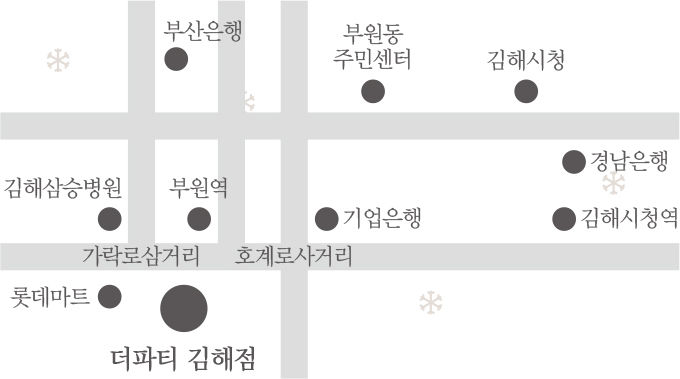 부산은행
부원동
주민센터
김해시청
경남은행
김해삼승병원
부원역
기업은행
김해시청역
가락로삼거리
호계로사거리
롯데마트
더파티 김해점